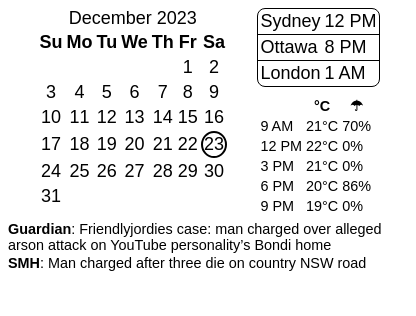 December 2023
Su Mo Tu We Th Fr Sa
1 2
3 4 5 6 7 8 9
10 11 12 13 14 15 16
17 18 19 20 21 22 23
24 25 26 27 28 29 30
31
Sydney 12 PM
Ottawa 8 PM
London 1 AM
°C ☂
9 AM 21°C 70%
12 PM 22°C 0%
3 PM 21°C 0%
6 PM 20°C 86%
9 PM 19°C 0%
Guardian: Friendlyjordies case: man charged over alleged
arson attack on YouTube personality’s Bondi home
SMH: Man charged after three die on country NSW road